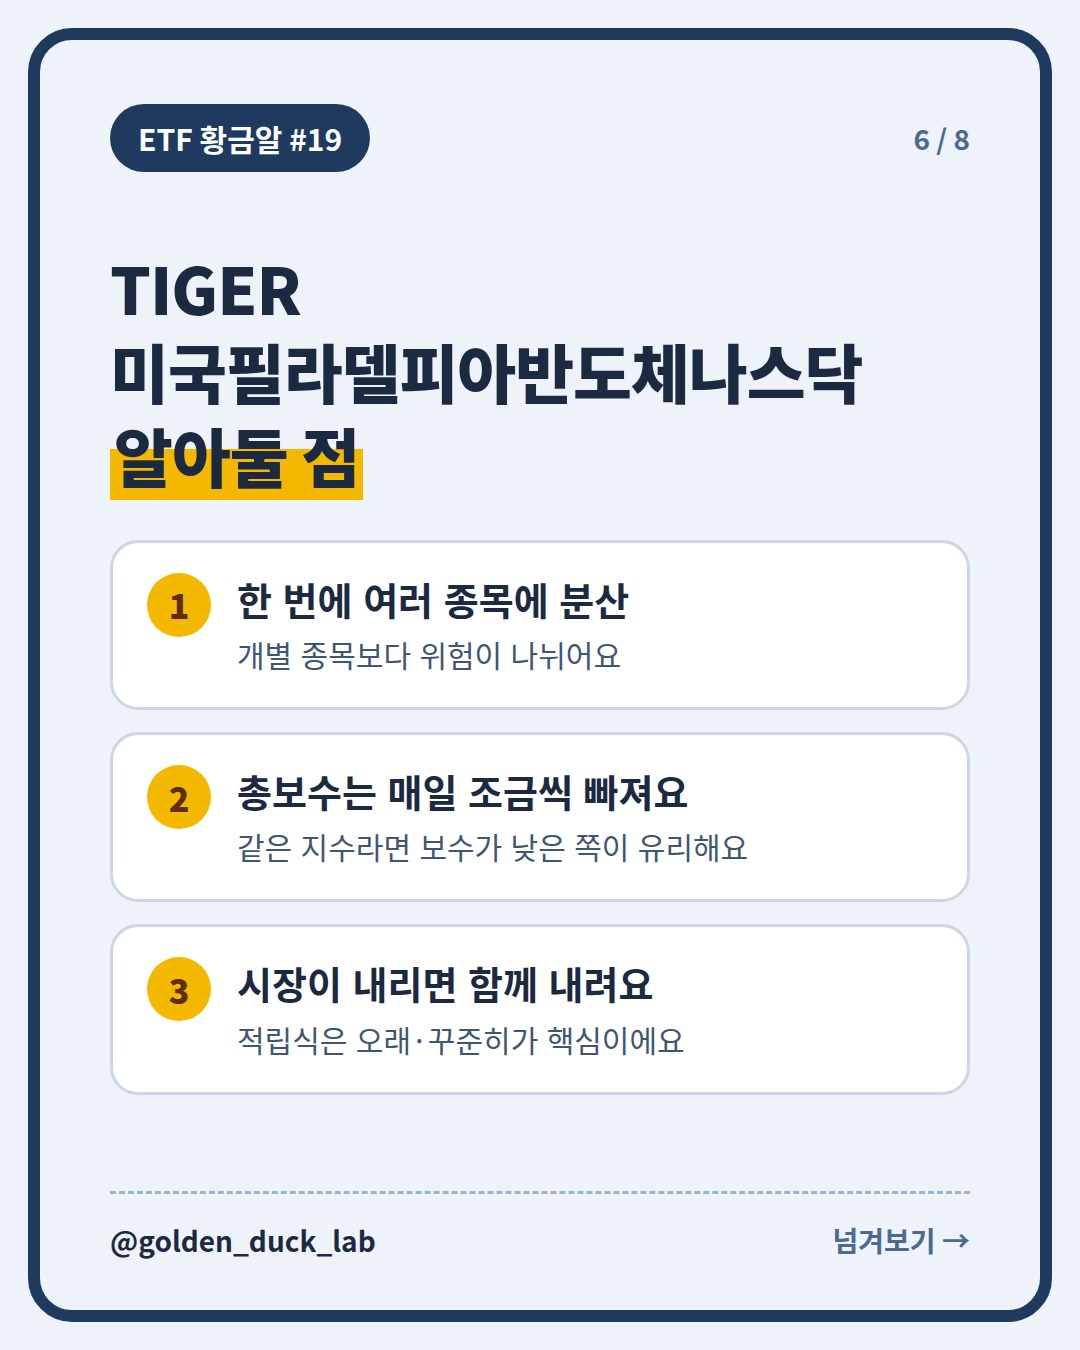 ETF 황금알 #19
6 / 8
TIGER
미국필라델피아반도체나스닥
알아둘 점
1
한 번에 여러 종목에 분산
개별 종목보다 위험이 나뉘어요
2
총보수는 매일 조금씩 빠져요
같은 지수라면 보수가 낮은 쪽이 유리해요
3
시장이 내리면 함께 내려요
적립식은 오래·꾸준히가 핵심이에요
@golden_duck_lab
넘겨보기 →